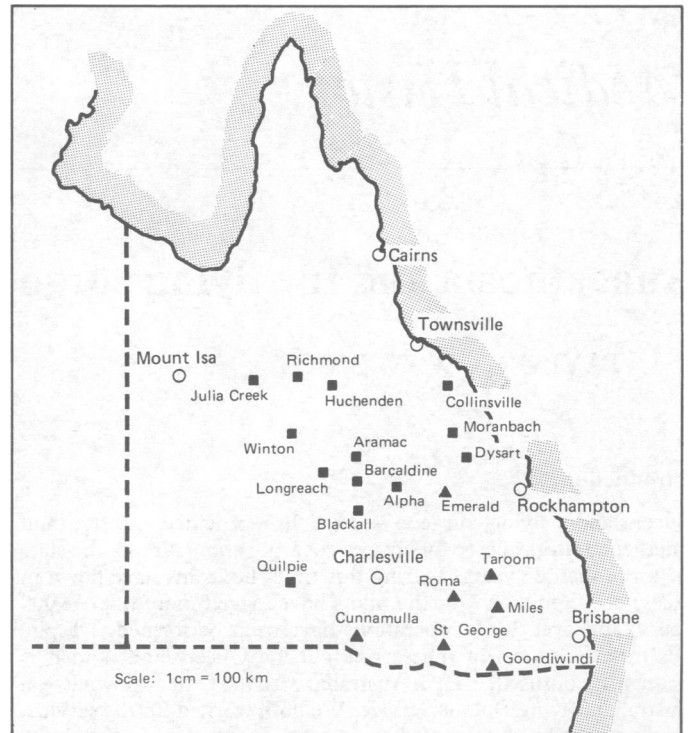 Cairns
Townsville
Mount Isa
Richmond
Julia Creek
Huchenden
Collinsville
Moranbach
Winton
Aramac
Dysart
Barcaldine
Longreach
Alpha
Emerald
Rockhampton
Blackall
Charlesville
Taroom
Quilpie
Roma
Miles
Brisbane
Cunnamulla
St George
Goondiwindi
Scale: 1cm = 100 km